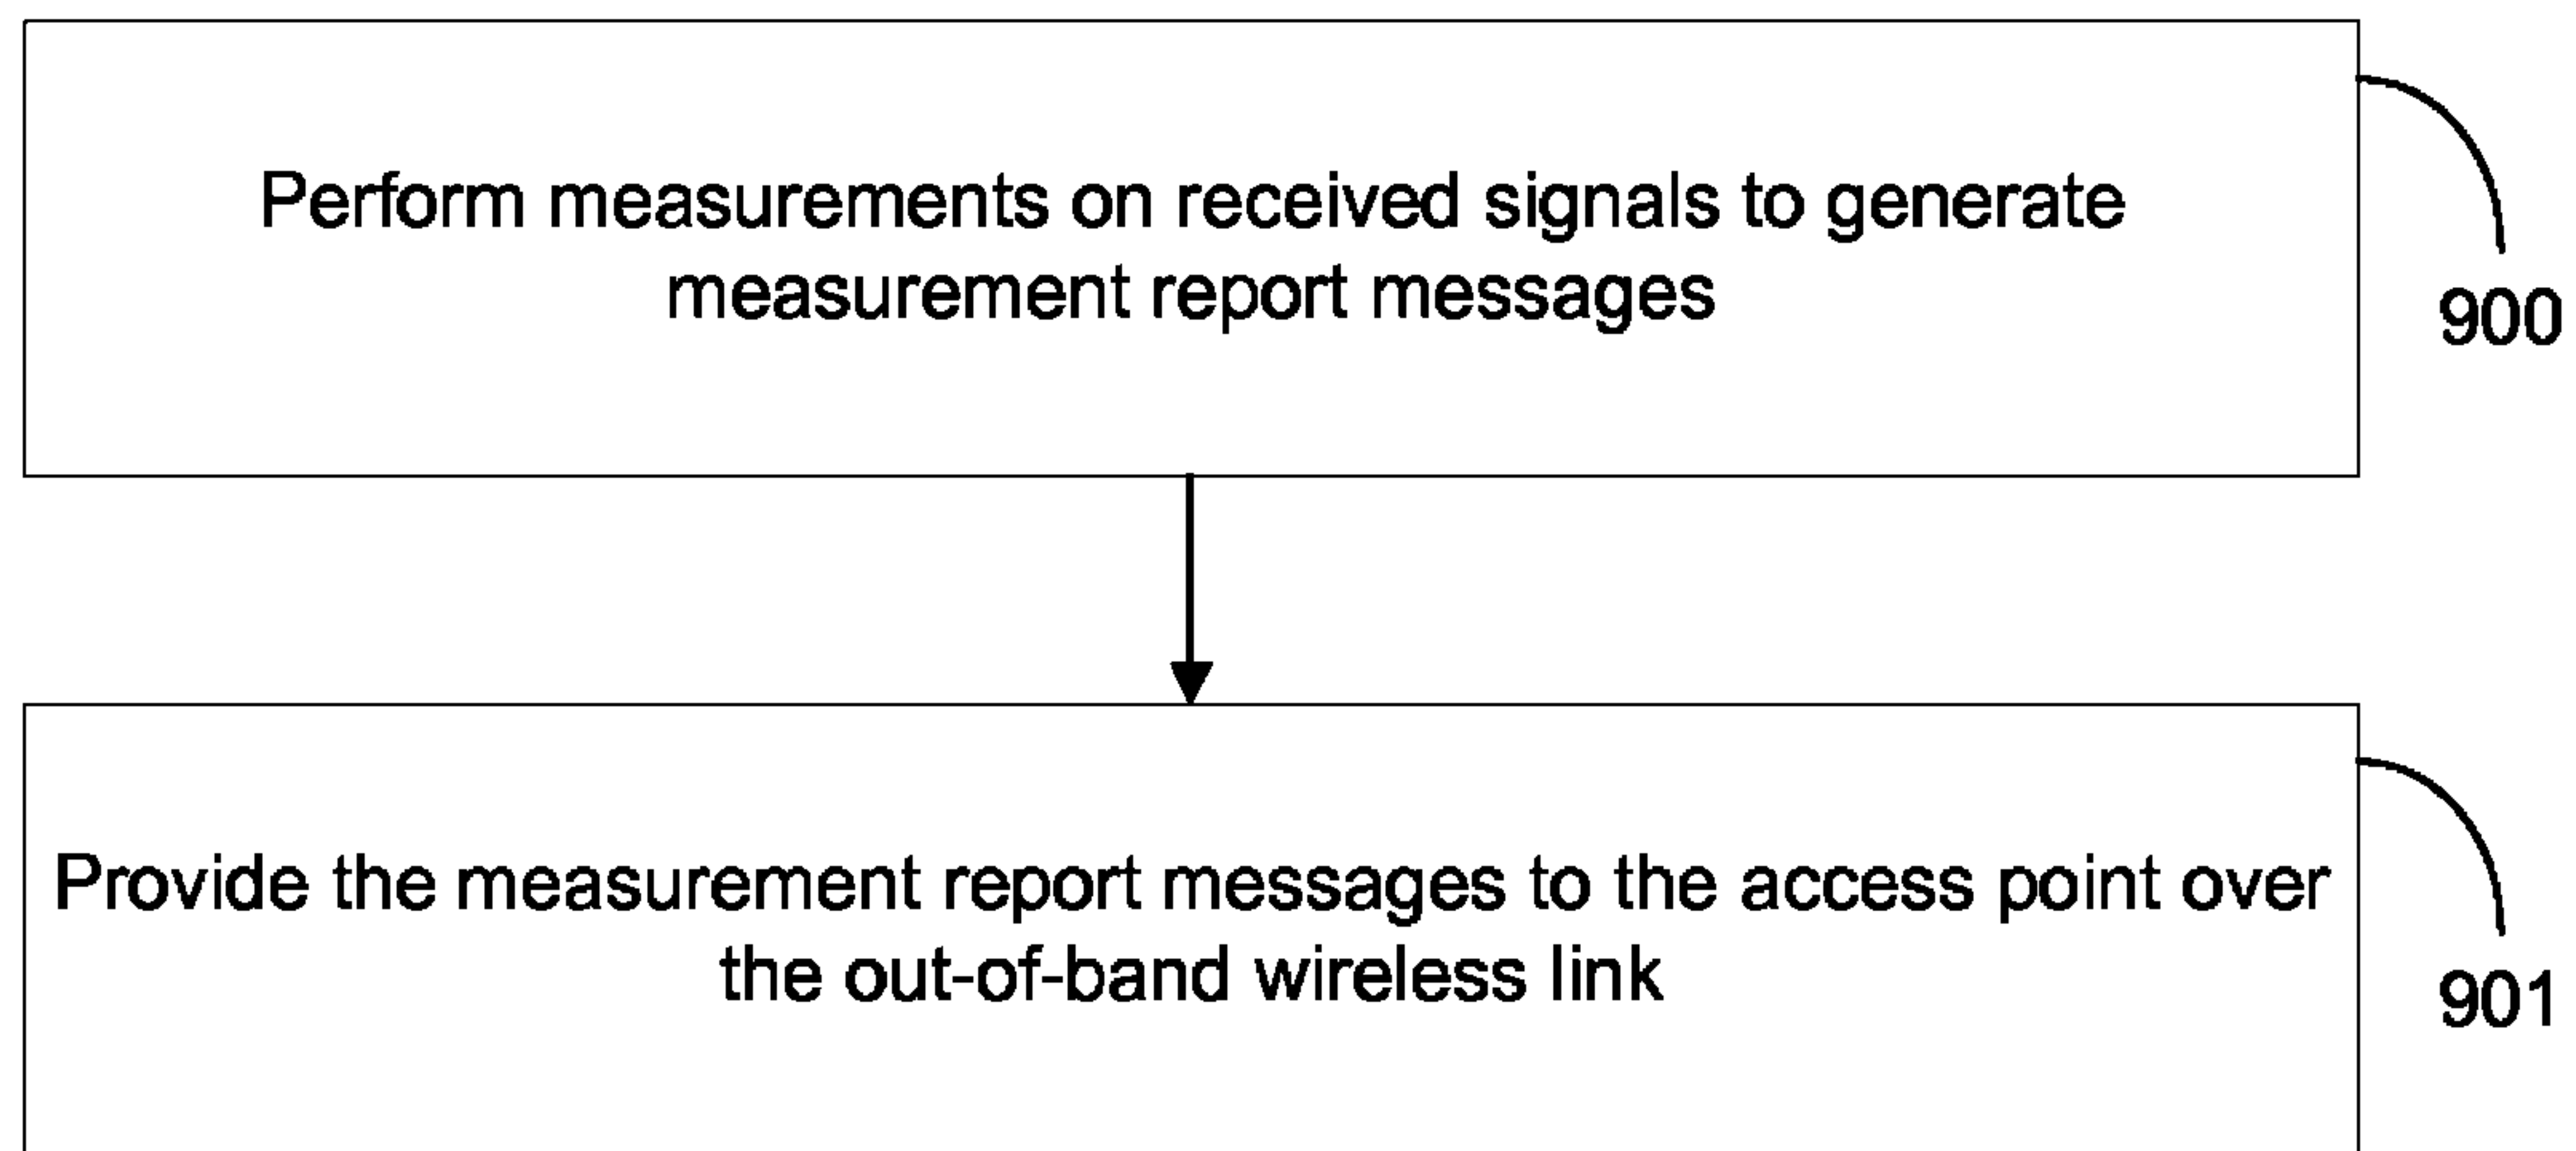 Perform measurements on received signals to generate
measurement report messages
900
Provide the measurement report messages to the access point over
the out-of-band wireless link
901